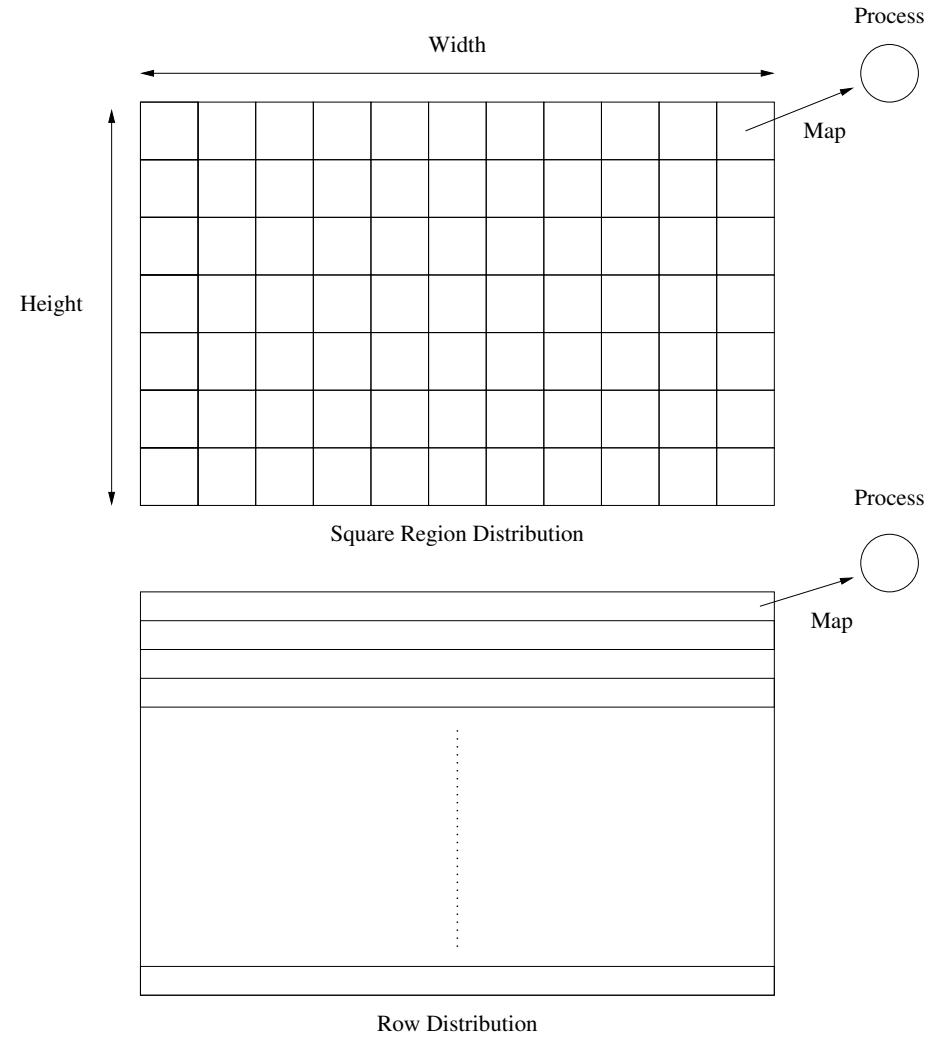 Process
Width
Map
Height
Process
Square Region Distribution
Map
Row Distribution